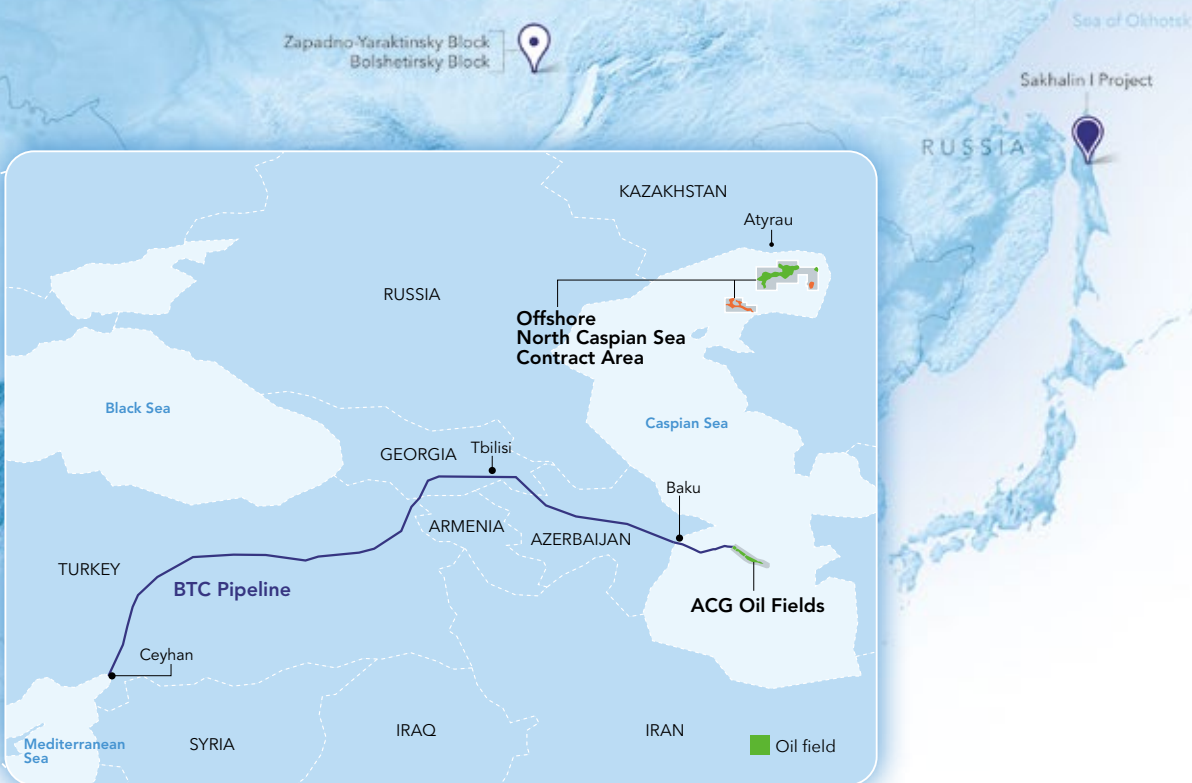 Sea of Okhotsk
Zapadno-Yaraktinsky Block
Bolshetirsky Block
Sakhalin I Project
RUSSIA
KAZAKHSTAN
Atyrau
RUSSIA
Offshore
North Caspian Sea
Contract Area
Black Sea
Caspian Sea
GEORGIA
Tbilisi
Baku
ARMENIA
AZERBAIJAN
TURKEY
BTC Pipeline
ACG Oil Fields
Ceyhan
Mediterranean
Sea
SYRIA
IRAQ
IRAN
Oil field